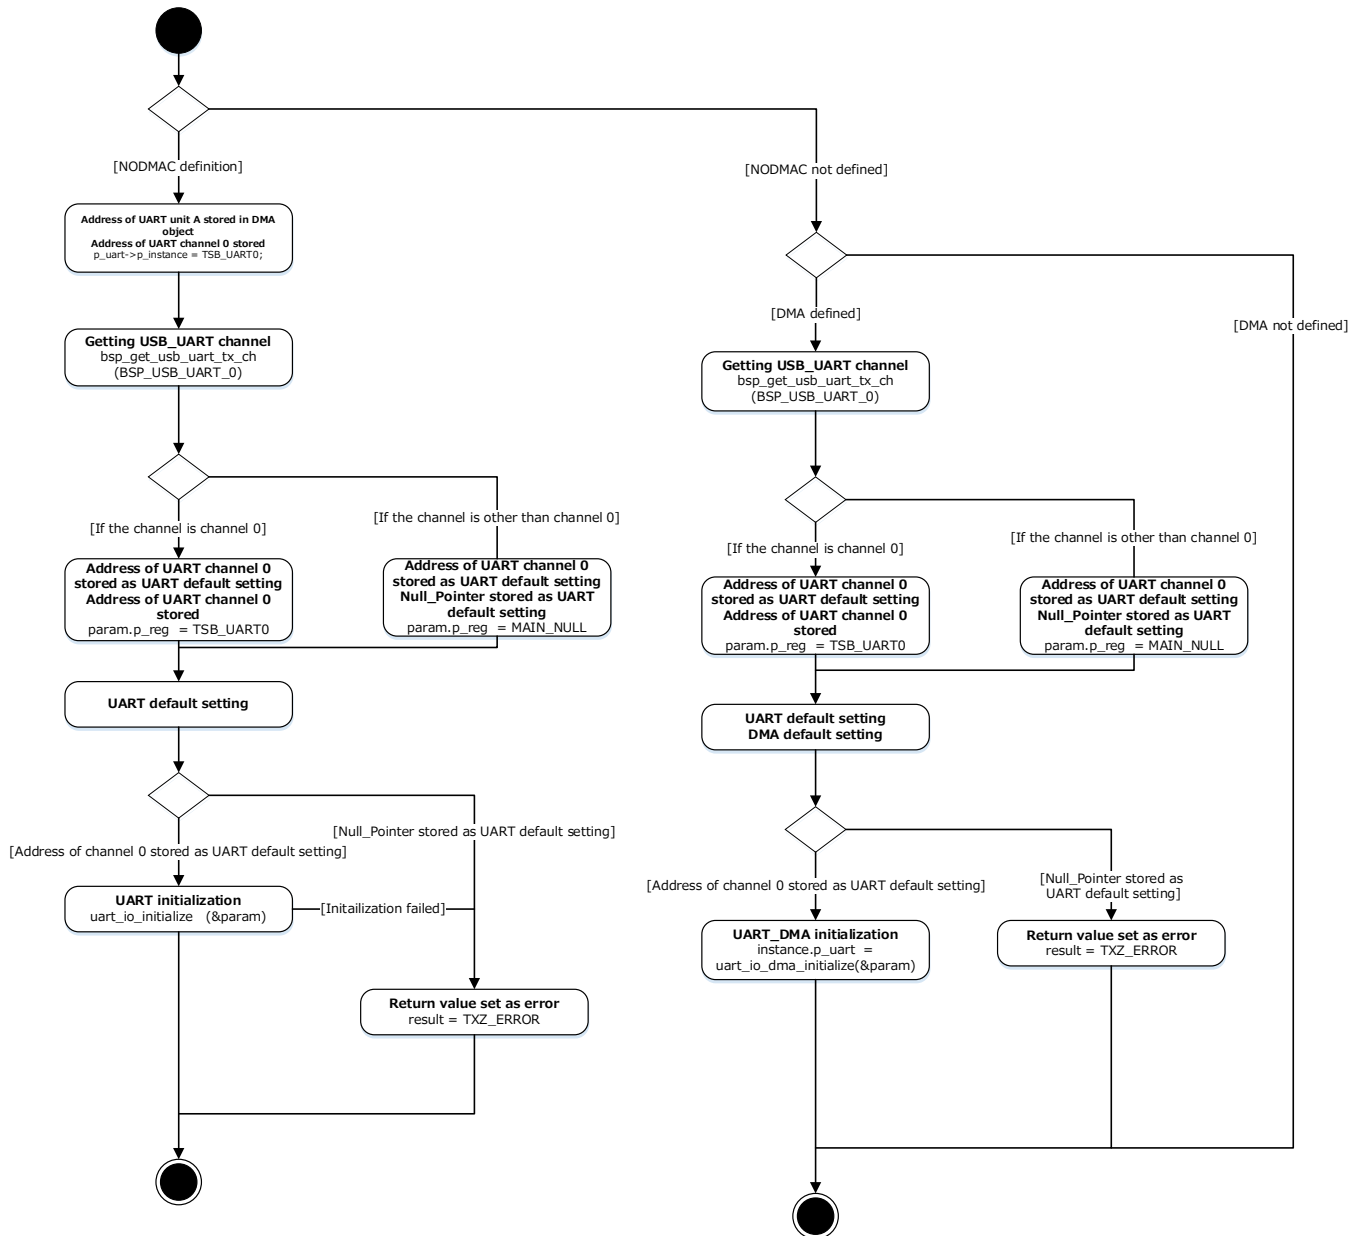 [NODMAC definition]
Address of UART unit A stored in DMA
object
Address of UART channel 0 stored
p_uart->p_instance = TSB_UART0;
Getting USB_UART channel
bsp_get_usb_uart_tx_ch
(BSP_USB_UART_0)
[If the channel is channel 0]
[If the channel is other than channel 0]
Address of UART channel 0
stored as UART default setting
Address of UART channel 0
stored
param.p_reg = TSB_UART0
Address of UART channel 0
stored as UART default setting
Null_Pointer stored as UART
default setting
param.p_reg = MAIN_NULL
UART default setting
[Null_Pointer stored as UART default setting]
[Address of channel 0 stored as UART default setting]
UART initialization
uart_io_initialize (&param)
[Initailization failed]
Return value set as error
result = TXZ_ERROR
[NODMAC not defined]
[DMA defined]
[DMA not defined]
Getting USB_UART channel
bsp_get_usb_uart_tx_ch
(BSP_USB_UART_0)
[If the channel is channel 0]
[If the channel is other than channel 0]
Address of UART channel 0
stored as UART default setting
Address of UART channel 0
stored
param.p_reg = TSB_UART0
Address of UART channel 0
stored as UART default setting
Null_Pointer stored as UART
default setting
param.p_reg = MAIN_NULL
UART default setting
DMA default setting
[Address of channel 0 stored as UART default setting]
[Null_Pointer stored as
UART default setting]
UART_DMA initialization
instance.p_uart =
uart_io_dma_initialize(&param)
Return value set as error
result = TXZ_ERROR